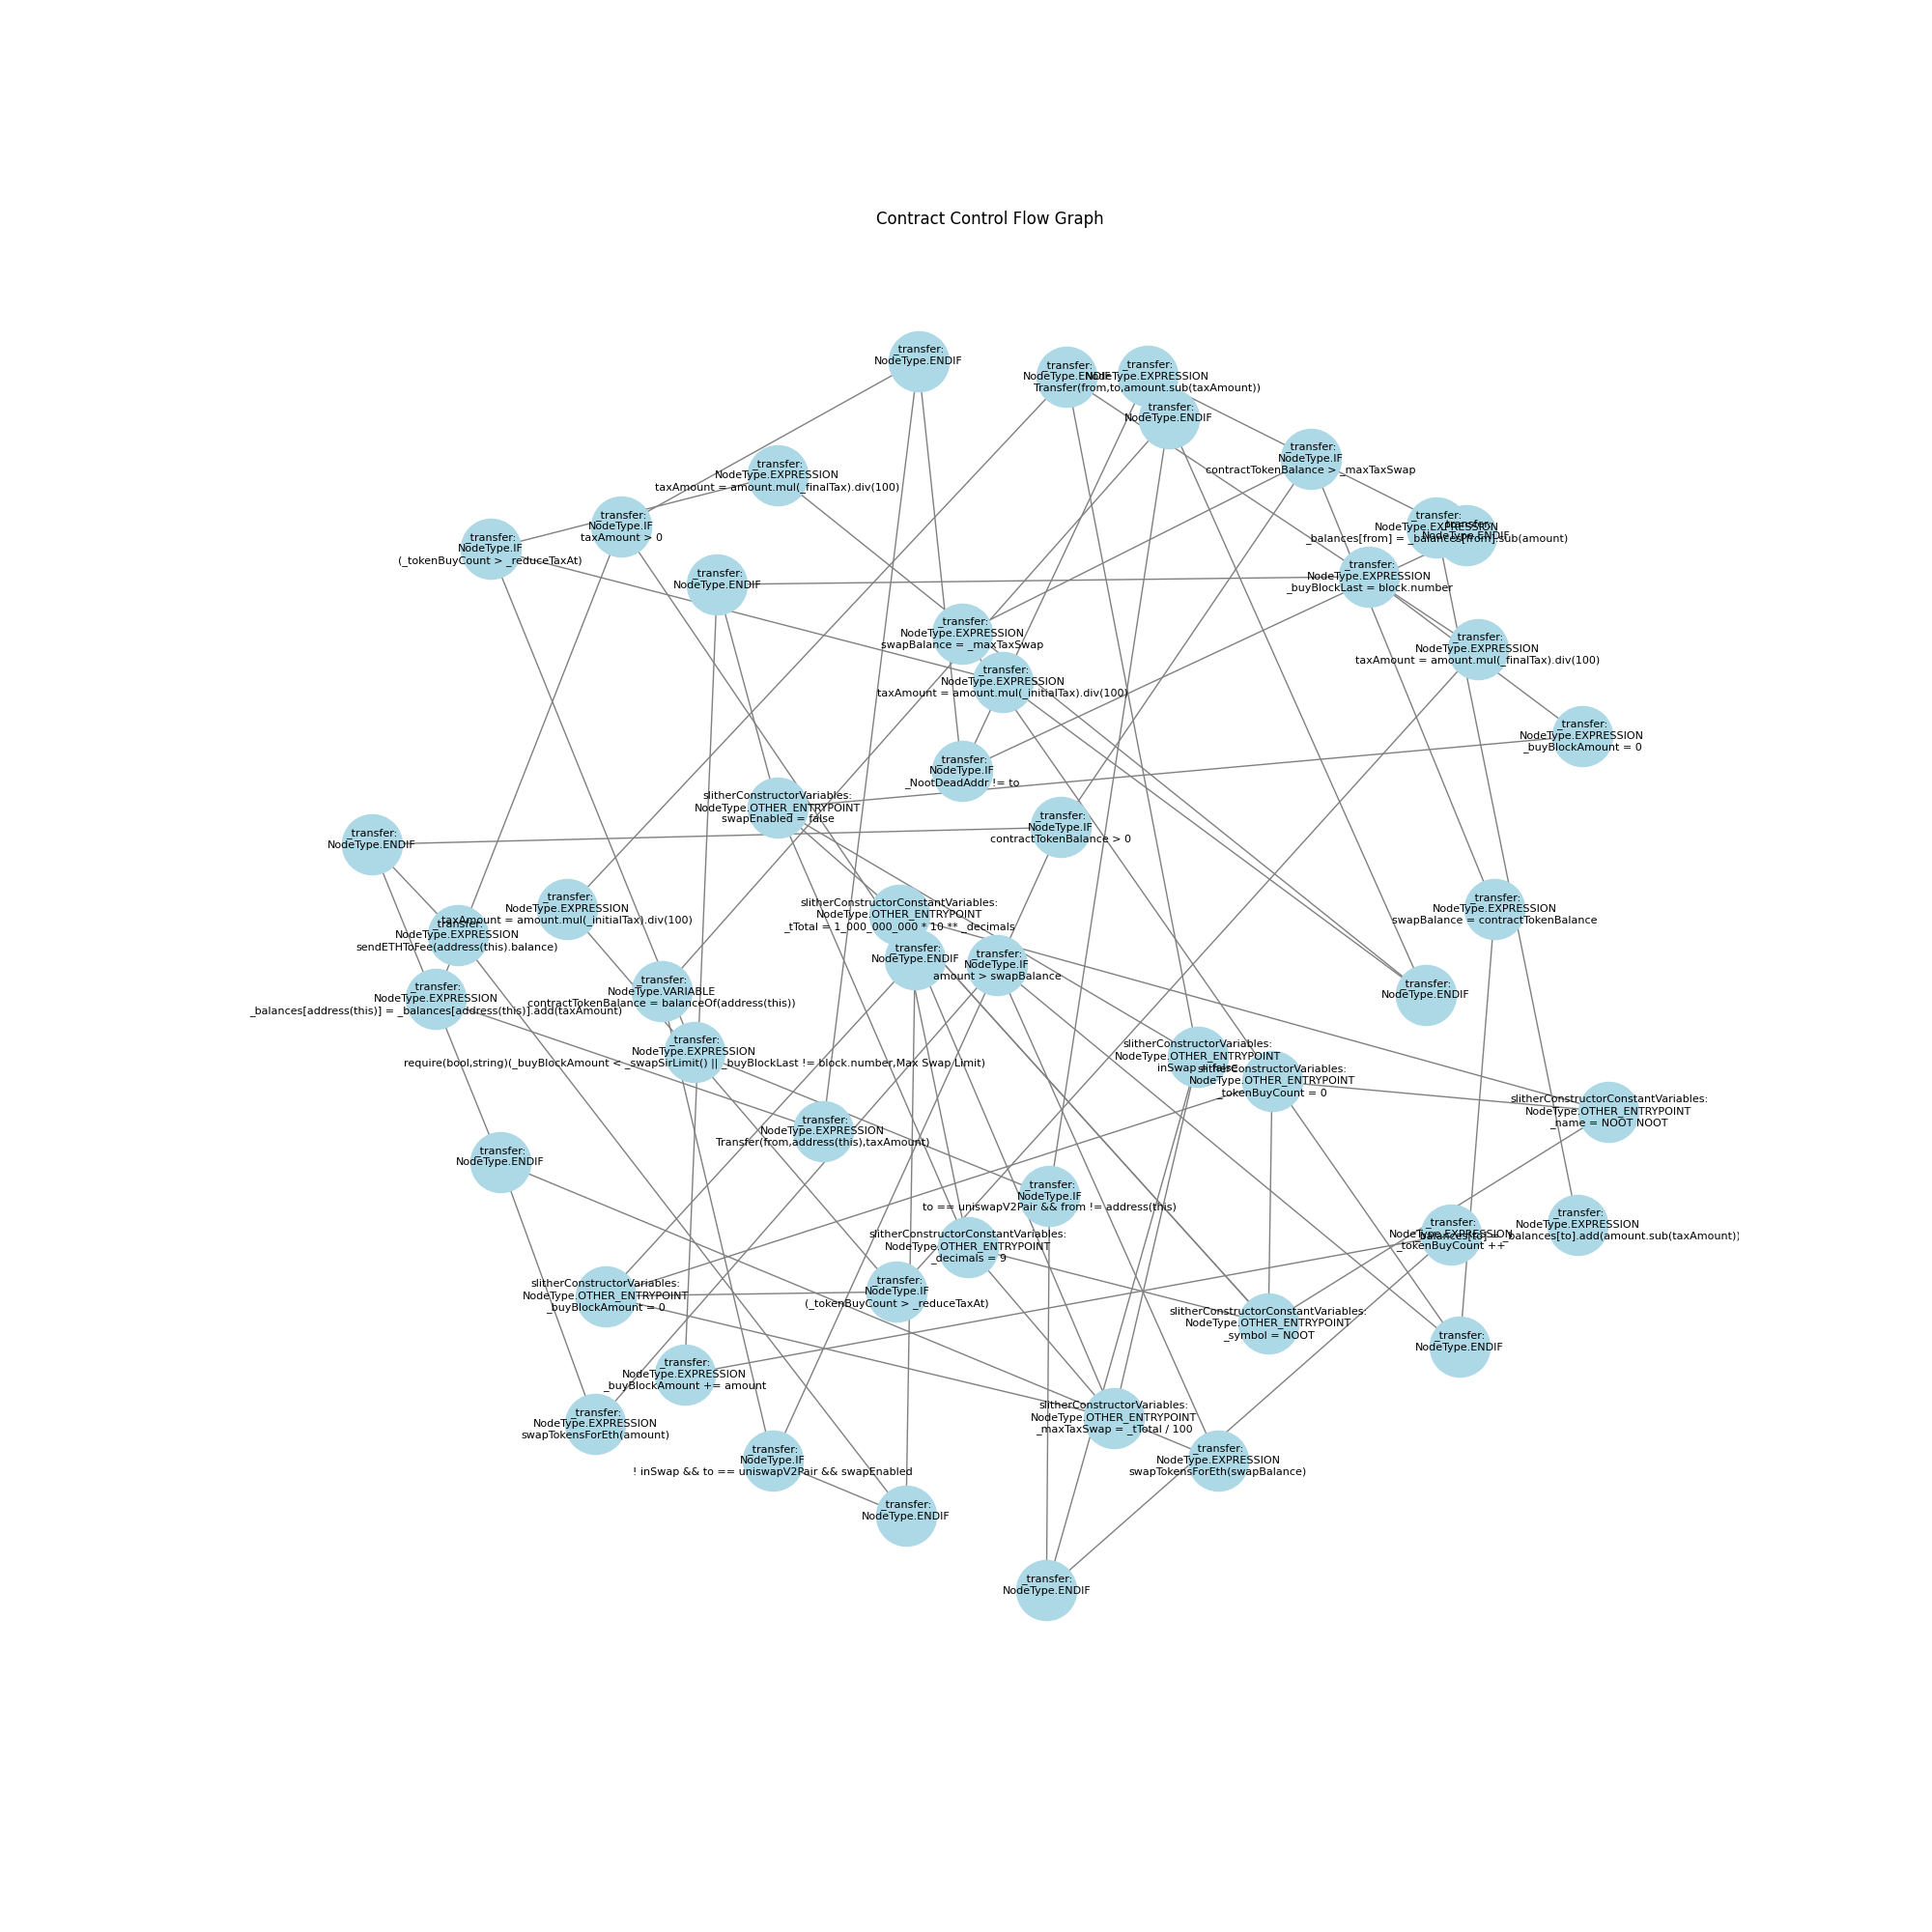 Contract Control Flow Graph
_transfer:
NodeType.ENDIF
_transfer:
NodeType.ENDIF
_transfer:
NodeType.EXPRESSION
Transfer(from,to,amount.sub(taxAmount))
_transfer:
NodeType.ENDIF
_transfer:
NodeType.IF
contractTokenBalance > _maxTaxSwap
_transfer:
NodeType.EXPRESSION
taxAmount = amount.mul(_finalTax).div(100)
_transfer:
NodeType.IF
taxAmount > 0
_transfer:
NodeType.IF
(_tokenBuyCount > _reduceTaxAt)
_transfer:
NodeType.EXPRESSION
_balances[from] = _balances[from].sub(amount)
_transfer:
NodeType.ENDIF
_transfer:
NodeType.ENDIF
_transfer:
NodeType.EXPRESSION
_buyBlockLast = block.number
_transfer:
NodeType.EXPRESSION
swapBalance = _maxTaxSwap
_transfer:
NodeType.EXPRESSION
taxAmount = amount.mul(_finalTax).div(100)
_transfer:
NodeType.EXPRESSION
taxAmount = amount.mul(_initialTax).div(100)
_transfer:
NodeType.EXPRESSION
_buyBlockAmount = 0
_transfer:
NodeType.IF
_NootDeadAddr != to
slitherConstructorVariables:
NodeType.OTHER_ENTRYPOINT
swapEnabled = false
_transfer:
NodeType.IF
contractTokenBalance > 0
_transfer:
NodeType.ENDIF
_transfer:
NodeType.EXPRESSION
taxAmount = amount.mul(_initialTax).div(100)
_transfer:
NodeType.EXPRESSION
sendETHToFee(address(this).balance)
slitherConstructorConstantVariables:
NodeType.OTHER_ENTRYPOINT
_tTotal = 1_000_000_000 * 10 ** _decimals
_transfer:
NodeType.EXPRESSION
swapBalance = contractTokenBalance
_transfer:
NodeType.ENDIF
_transfer:
NodeType.IF
amount > swapBalance
_transfer:
NodeType.EXPRESSION
_balances[address(this)] = _balances[address(this)].add(taxAmount)
_transfer:
NodeType.VARIABLE
contractTokenBalance = balanceOf(address(this))
_transfer:
NodeType.ENDIF
_transfer:
NodeType.EXPRESSION
require(bool,string)(_buyBlockAmount < _swapSirLimit() || _buyBlockLast != block.number,Max Swap Limit)
slitherConstructorVariables:
NodeType.OTHER_ENTRYPOINT
inSwap = false
slitherConstructorVariables:
NodeType.OTHER_ENTRYPOINT
_tokenBuyCount = 0
slitherConstructorConstantVariables:
NodeType.OTHER_ENTRYPOINT
_name = NOOT NOOT
_transfer:
NodeType.EXPRESSION
Transfer(from,address(this),taxAmount)
_transfer:
NodeType.ENDIF
_transfer:
NodeType.IF
to == uniswapV2Pair && from != address(this)
_transfer:
NodeType.EXPRESSION
_tokenBuyCount ++
_transfer:
NodeType.EXPRESSION
_balances[to] = _balances[to].add(amount.sub(taxAmount))
slitherConstructorConstantVariables:
NodeType.OTHER_ENTRYPOINT
_decimals = 9
slitherConstructorVariables:
NodeType.OTHER_ENTRYPOINT
_buyBlockAmount = 0
_transfer:
NodeType.IF
(_tokenBuyCount > _reduceTaxAt)
slitherConstructorConstantVariables:
NodeType.OTHER_ENTRYPOINT
_symbol = NOOT
_transfer:
NodeType.ENDIF
_transfer:
NodeType.EXPRESSION
_buyBlockAmount += amount
_transfer:
NodeType.EXPRESSION
swapTokensForEth(amount)
slitherConstructorVariables:
NodeType.OTHER_ENTRYPOINT
_maxTaxSwap = _tTotal / 100
_transfer:
NodeType.IF
! inSwap && to == uniswapV2Pair && swapEnabled
_transfer:
NodeType.EXPRESSION
swapTokensForEth(swapBalance)
_transfer:
NodeType.ENDIF
_transfer:
NodeType.ENDIF